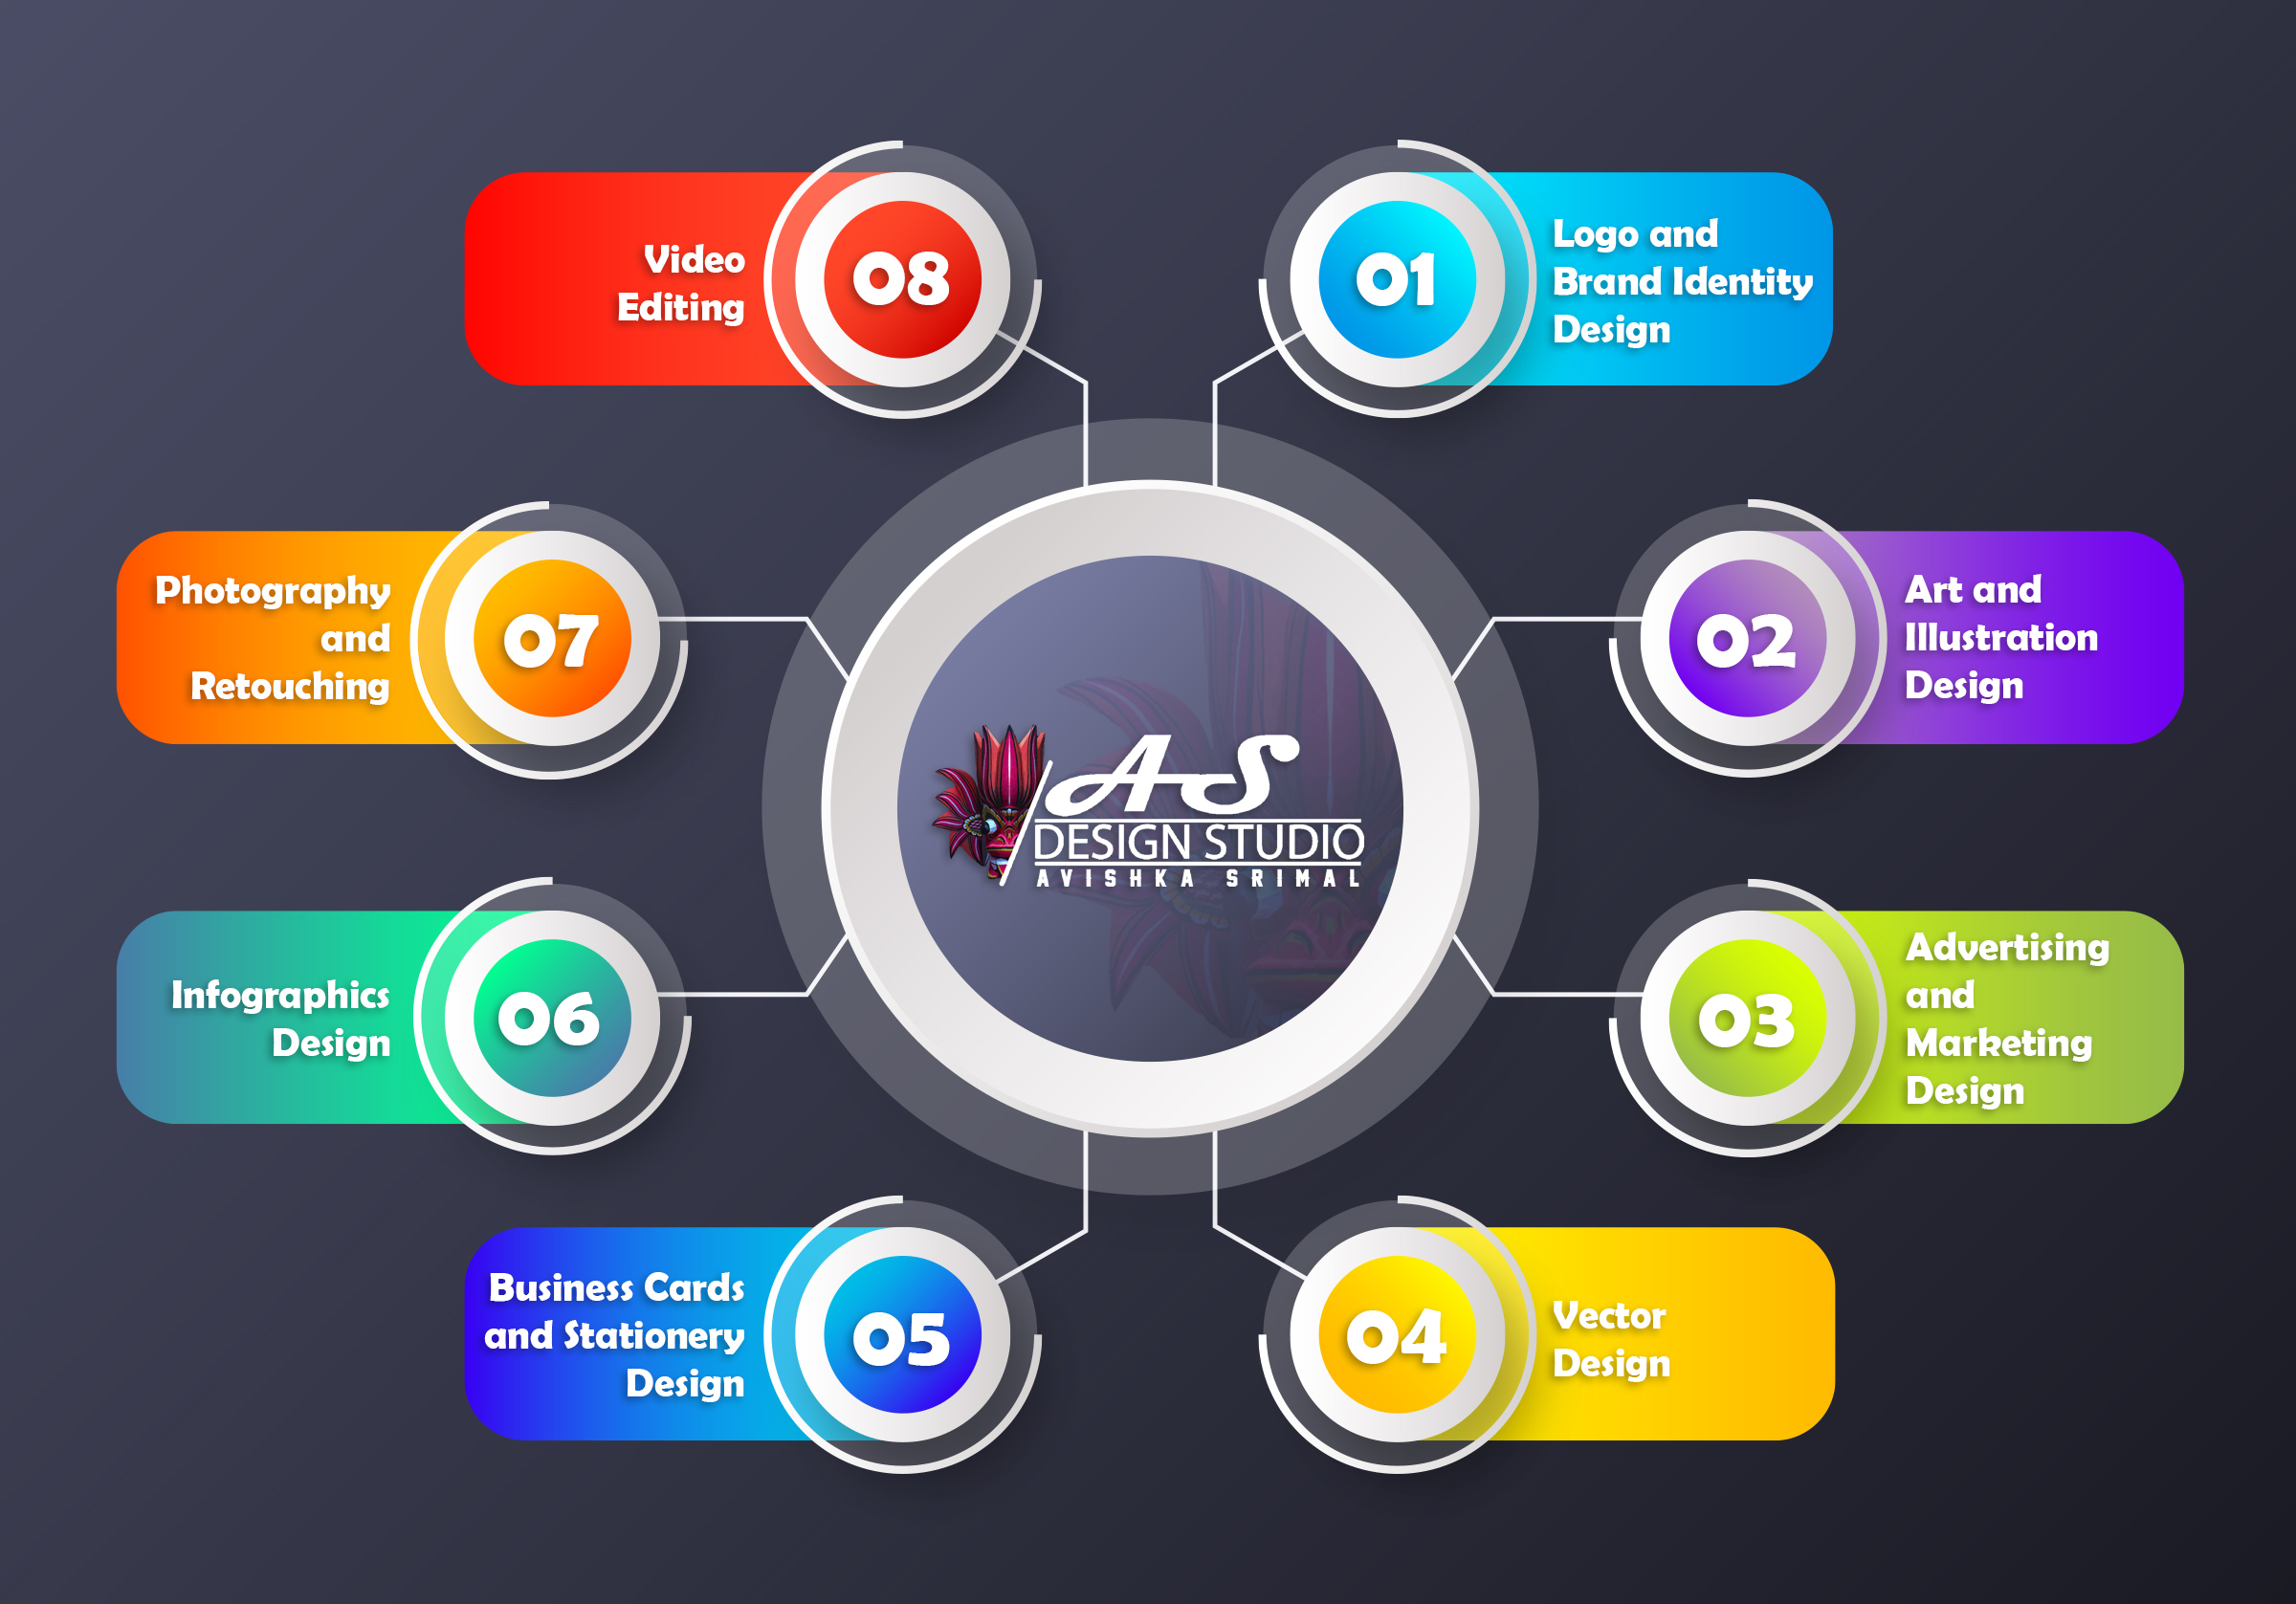 01
Logo and
Brand Identity
Design
02
Art and
Illustration
Design
03
Advertising
and
Marketing
Design
04
Vector
Design
05
Business Cards
and Stationery
Design
06
Infographics
Design
07
Photography
and
Retouching
08
Video
Editing
AS
DESIGN STUDIO
AVISHKA SRIMAL